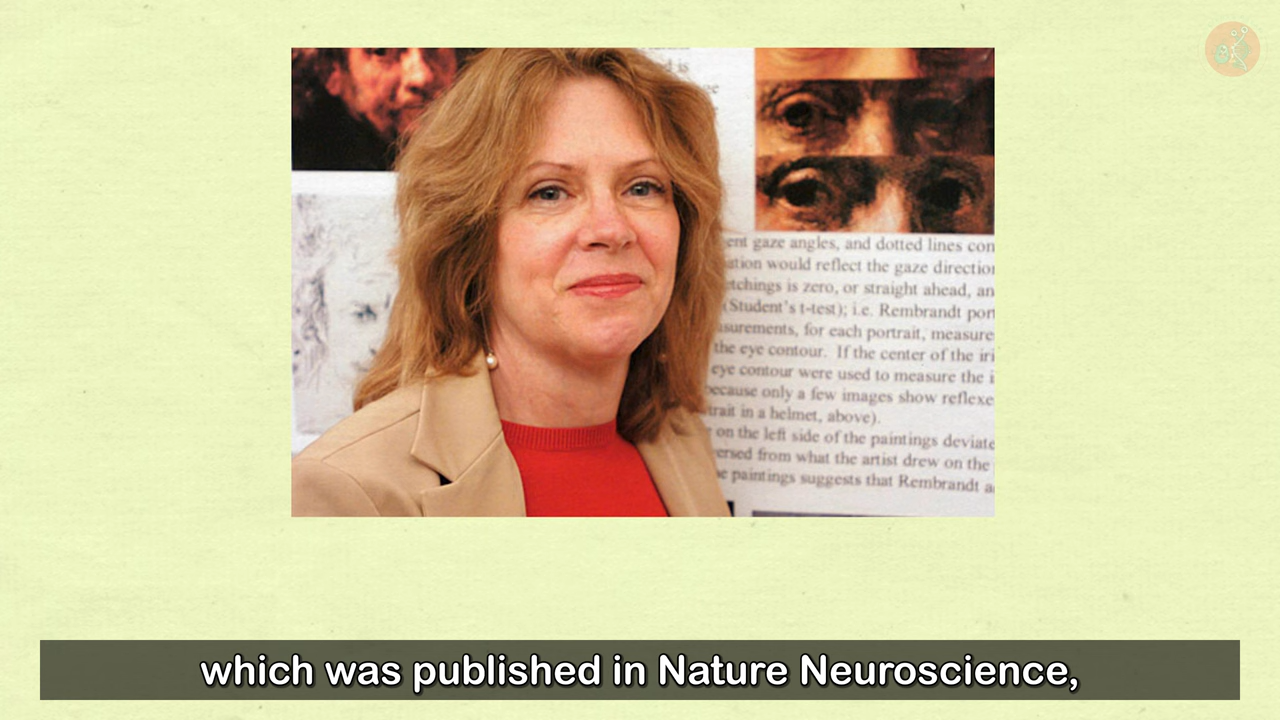 d is
ent gaze angles, and dotted lines con
ation would reflect the gaze direction
etchings is zero, or straight ahead, an
(Student's t-test); i.e. Rembrandt port
asurements, for each portrait, measure
the eye contour. If the center of the iri
eye contour were used to measure the i
because only a few images show reflexe
trait in a helmet, above).
on the left side of the paintings deviate
ersed from what the artist drew on the
e paintings suggests that Rembrandt a
which was published in Nature Neuroscience,